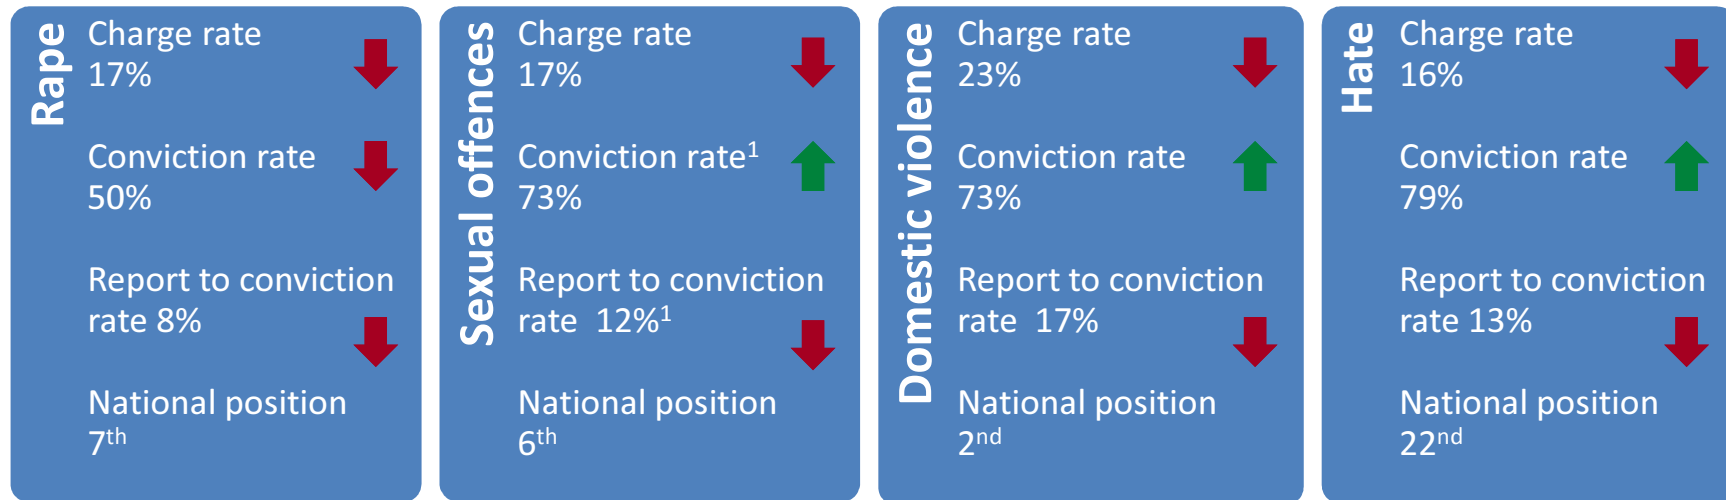 Rape
Charge rate
17%
Conviction rate
50%
Report to conviction
rate 8%
National position
7th
Sexual offences
Charge rate
17%
Conviction rate1
73%
Report to conviction
rate 12%1
National position
6th
Domestic violence
Charge rate
23%
Conviction rate
73%
Report to conviction
rate 17%
National position
2nd
Hate
Charge rate
16%
Conviction rate
79%
Report to conviction
rate 13%
National position
22nd